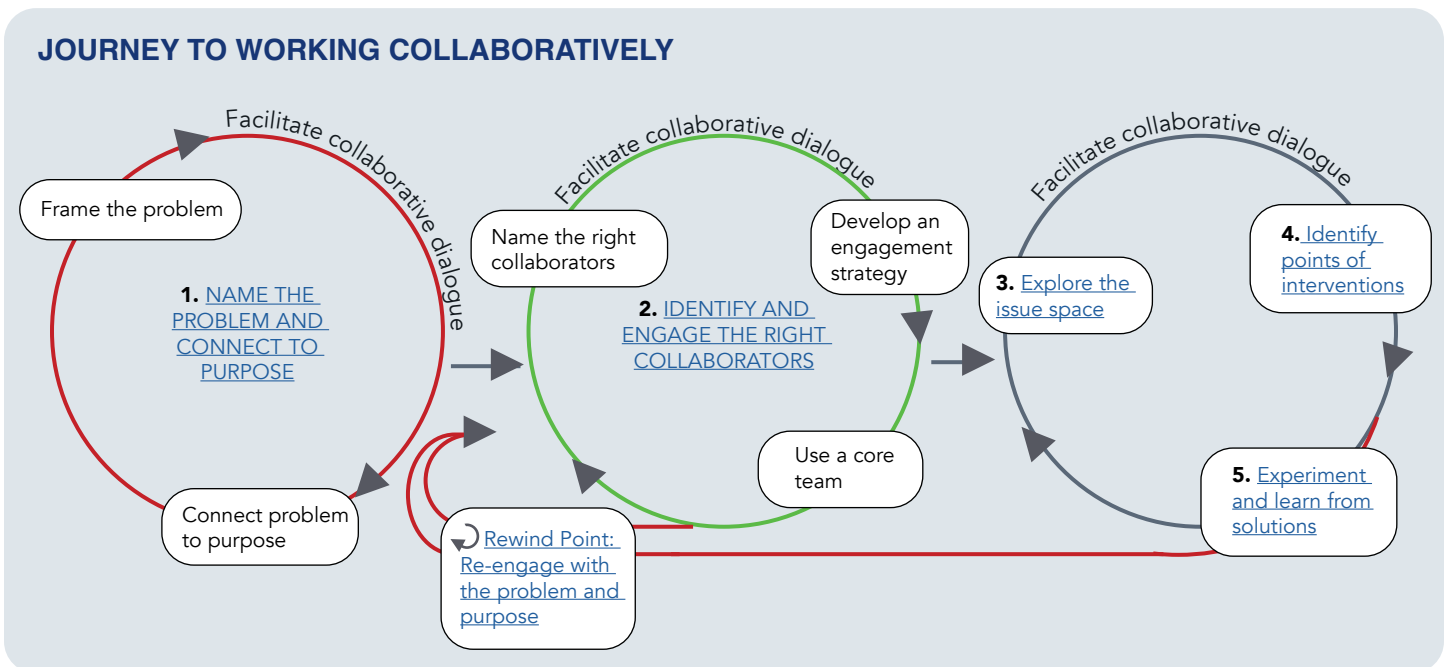 JOURNEY TO WORKING COLLABORATIVELY
Facilitate collaborative dialogue
Frame the problem
1. NAME THE
PROBLEM AND
CONNECT TO
PURPOSE
Connect problem
to purpose
Facilitate collaborative dialogue
Name the right
collaborators
Develop an
engagement
strategy
2. IDENTIFY AND
ENGAGE THE RIGHT
COLLABORATORS
Use a core
team
Rewind Point:
Re-engage with
the problem and
purpose
Facilitate collaborative dialogue
3. Explore the
issue space
4. Identify
points of
interventions
5. Experiment
and learn from
solutions